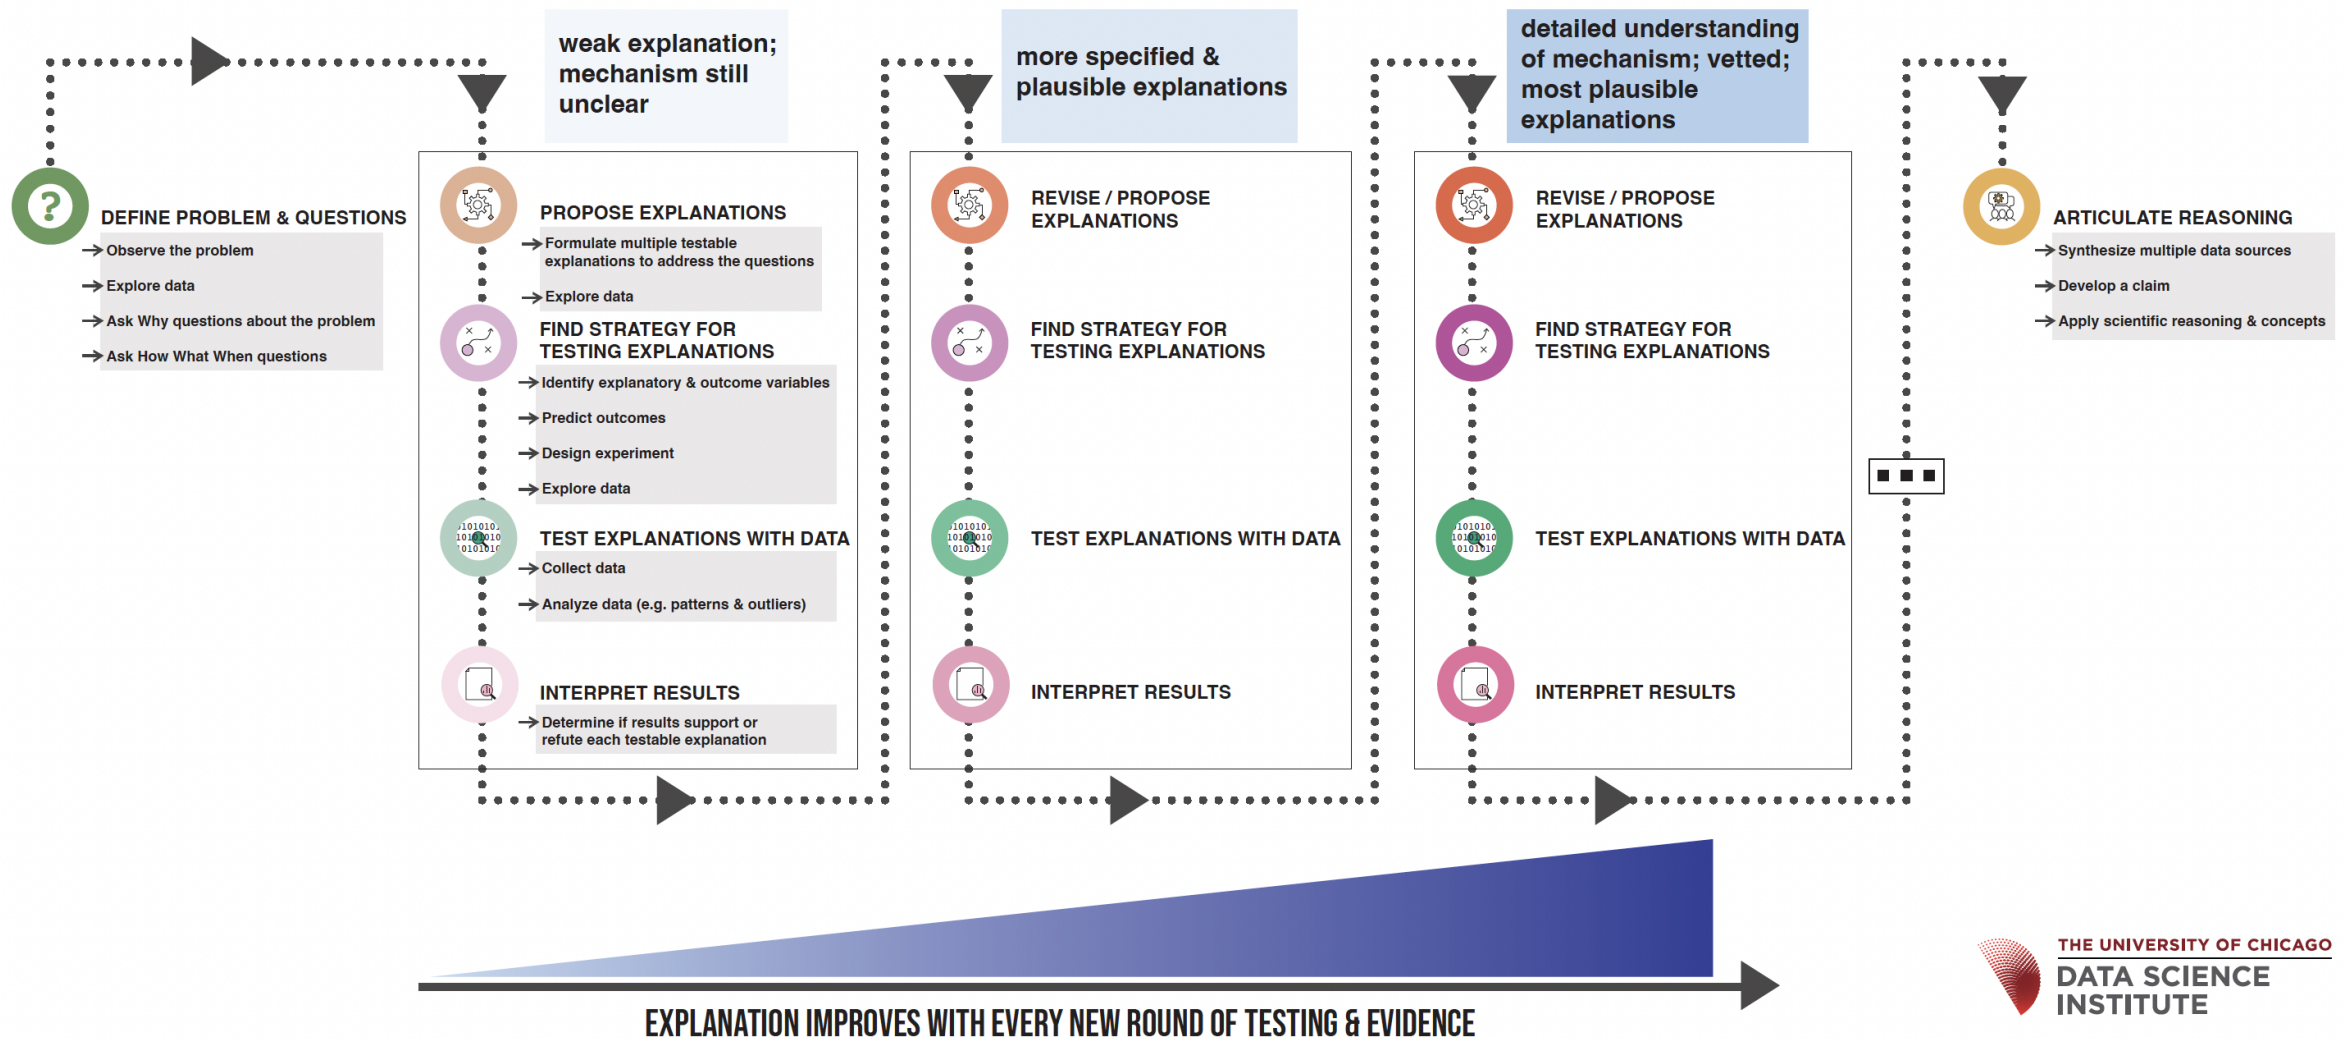 ?
DEFINE PROBLEM & QUESTIONS
Observe the problem
Explore data
Ask Why questions about the problem
Ask How What When questions
weak explanation;
mechanism still
unclear
PROPOSE EXPLANATIONS
Formulate multiple testable
explanations to address the questions
Explore data
FIND STRATEGY FOR
TESTING EXPLANATIONS
Identify explanatory & outcome variables
Predict outcomes
Design experiment
Explore data
TEST EXPLANATIONS WITH DATA
Collect data
Analyze data (e.g. patterns & outliers)
INTERPRET RESULTS
Determine if results support or
refute each testable explanation
more specified &
plausible explanations
REVISE / PROPOSE
EXPLANATIONS
FIND STRATEGY FOR
TESTING EXPLANATIONS
TEST EXPLANATIONS WITH DATA
INTERPRET RESULTS
detailed understanding
of mechanism; vetted;
most plausible
explanations
REVISE / PROPOSE
EXPLANATIONS
FIND STRATEGY FOR
TESTING EXPLANATIONS
TEST EXPLANATIONS WITH DATA
INTERPRET RESULTS
ARTICULATE REASONING
Synthesize multiple data sources
Develop a claim
Apply scientific reasoning & concepts
EXPLANATION IMPROVES WITH EVERY NEW ROUND OF TESTING & EVIDENCE
THE UNIVERSITY OF CHICAGO
DATA SCIENCE
INSTITUTE